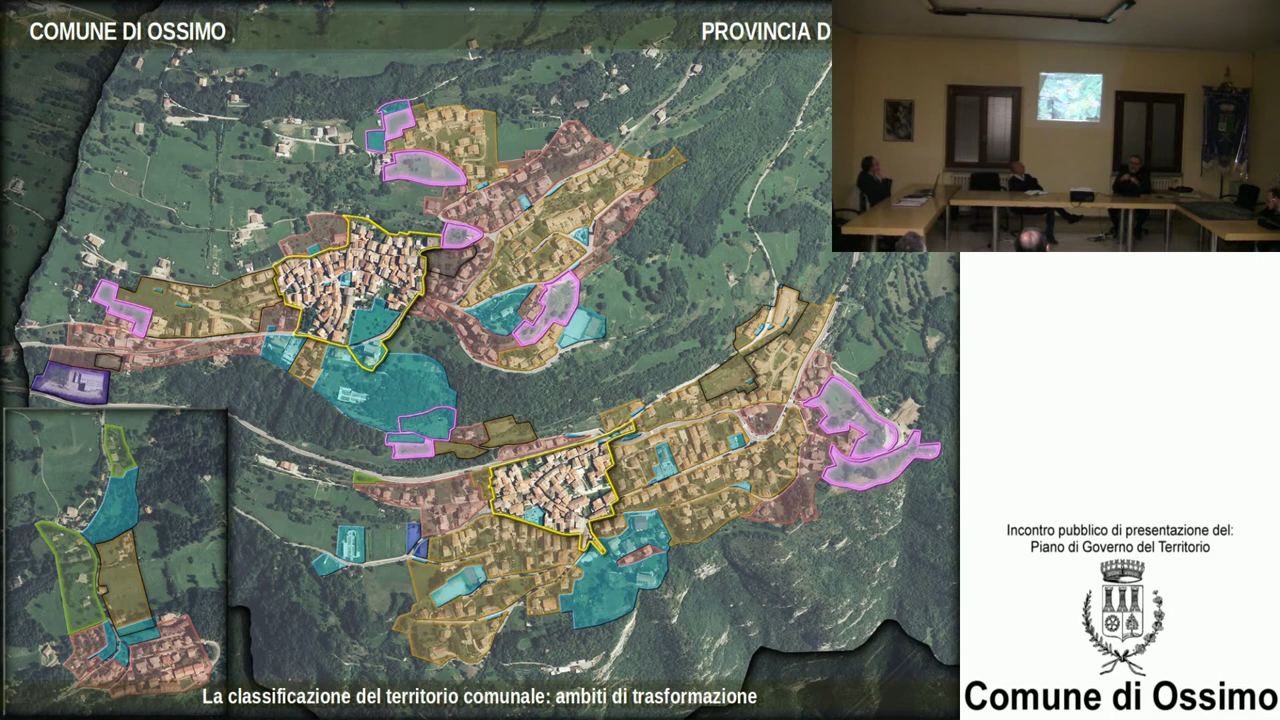 COMUNE DI OSSIMO
PROVINCIA D
Incontro pubblico di presentazione del:
Piano di Governo del Territorio
Comune di Ossimo
La classificazione del territorio comunale: ambiti di trasformazione